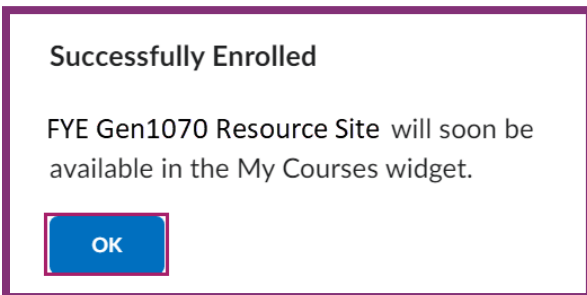 Successfully Enrolled
FYE Gen1070 Resource Site will soon be
available in the My Courses widget.
OK